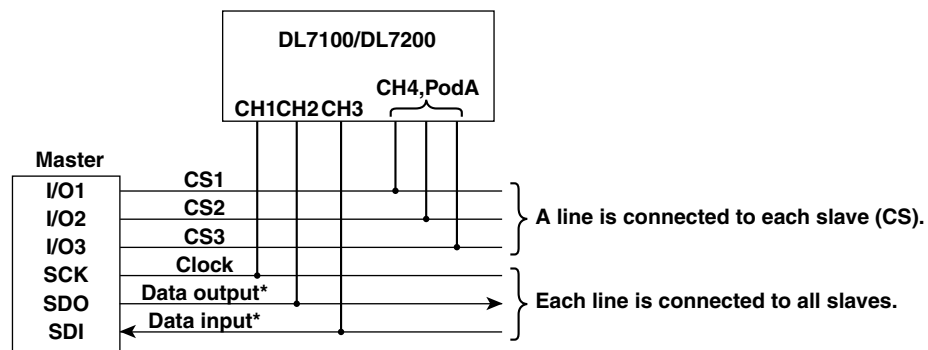 DL7100/DL7200
CH4,PodA
CH1CH2CH3
Master
I/O1 CS1
I/O2 CS2
A line is connected to each slave (CS).
I/O3 CS3
SCK Clock
SDO Data output*
Each line is connected to all slaves.
SDI Data input*